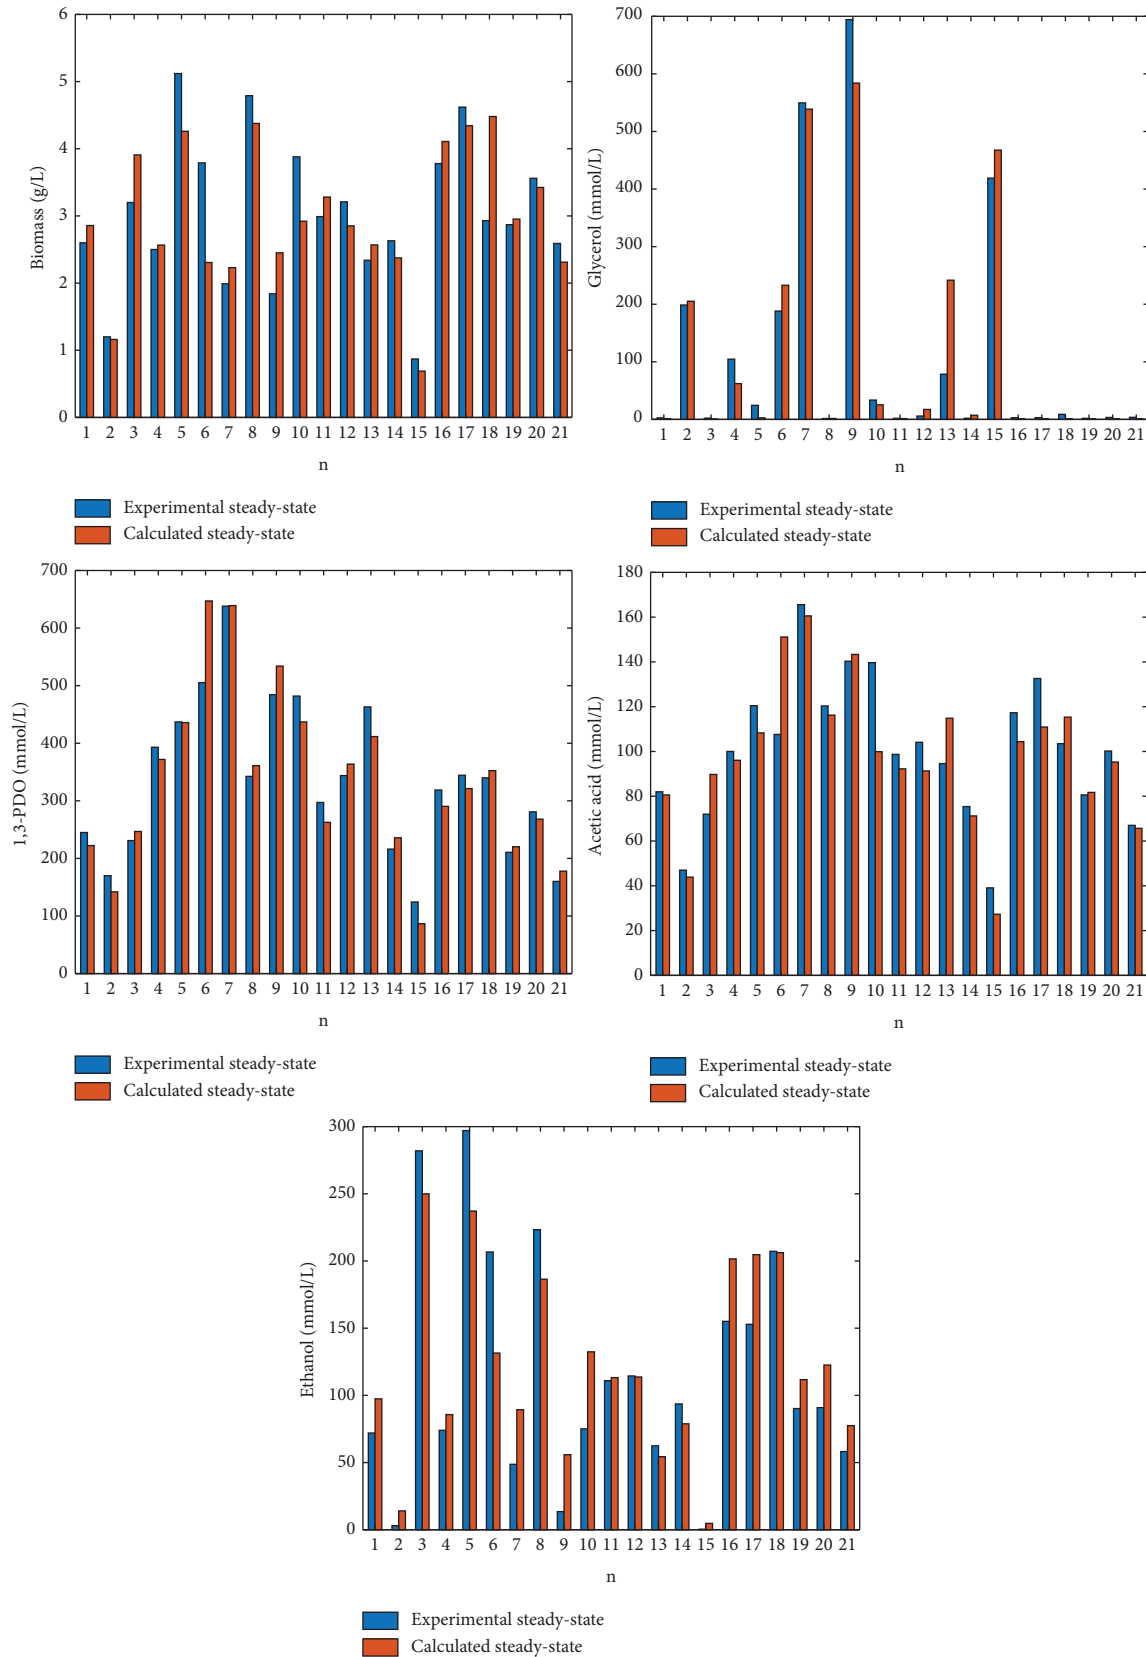 Biomass (g/L)
6
5
4
3
2
1
0
1 2 3 4 5 6 7 8 9 10 11 12 13 14 15 16 17 18 19 20 21
n
Experimental steady-state
Calculated steady-state
Glycerol (mmol/L)
700
600
500
400
300
200
100
0
1 2 3 4 5 6 7 8 9 10 11 12 13 14 15 16 17 18 19 20 21
n
Experimental steady-state
Calculated steady-state
1,3-PDO (mmol/L)
700
600
500
400
300
200
100
0
1 2 3 4 5 6 7 8 9 10 11 12 13 14 15 16 17 18 19 20 21
n
Experimental steady-state
Calculated steady-state
Acetic acid (mmol/L)
180
160
140
120
100
80
60
40
20
0
1 2 3 4 5 6 7 8 9 10 11 12 13 14 15 16 17 18 19 20 21
n
Experimental steady-state
Calculated steady-state
Ethanol (mmol/L)
300
250
200
150
100
50
0
1 2 3 4 5 6 7 8 9 10 11 12 13 14 15 16 17 18 19 20 21
n
Experimental steady-state
Calculated steady-state